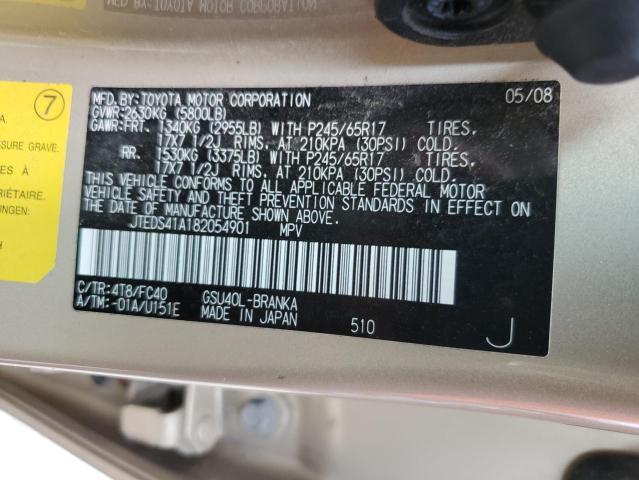 MFD.BY:TOYOTA MOTOR CORPORATION 05/08
GVWR:2630KG (5800LB)
GAWR:FRT. 1340KG (2955LB) WITH P245/65R17 TIRES.
17X7 1/2J RIMS. AT 210KPA (30PSI) COLD.
RR. 1530KG (3375LB) WITH P245/65R17 TIRES.
17X7 1/2J RIMS. AT 210KPA (30PSI) COLD.
THIS VEHICLE CONFORMS TO ALL APPLICABLE FEDERAL MOTOR
VEHICLE SAFETY AND THEFT PREVENTION STANDARDS IN EFFECT ON
THE DATE OF MANUFACTURE SHOWN ABOVE.
JTEDS41A182054901 MPV
C/TR:4T8/FC40 GSU40L-BRANKA
A/TM:-01A/U151E MADE IN JAPAN 510
J
7
SSURE GRAVE
RIÉTAIRE.
UNGEN: